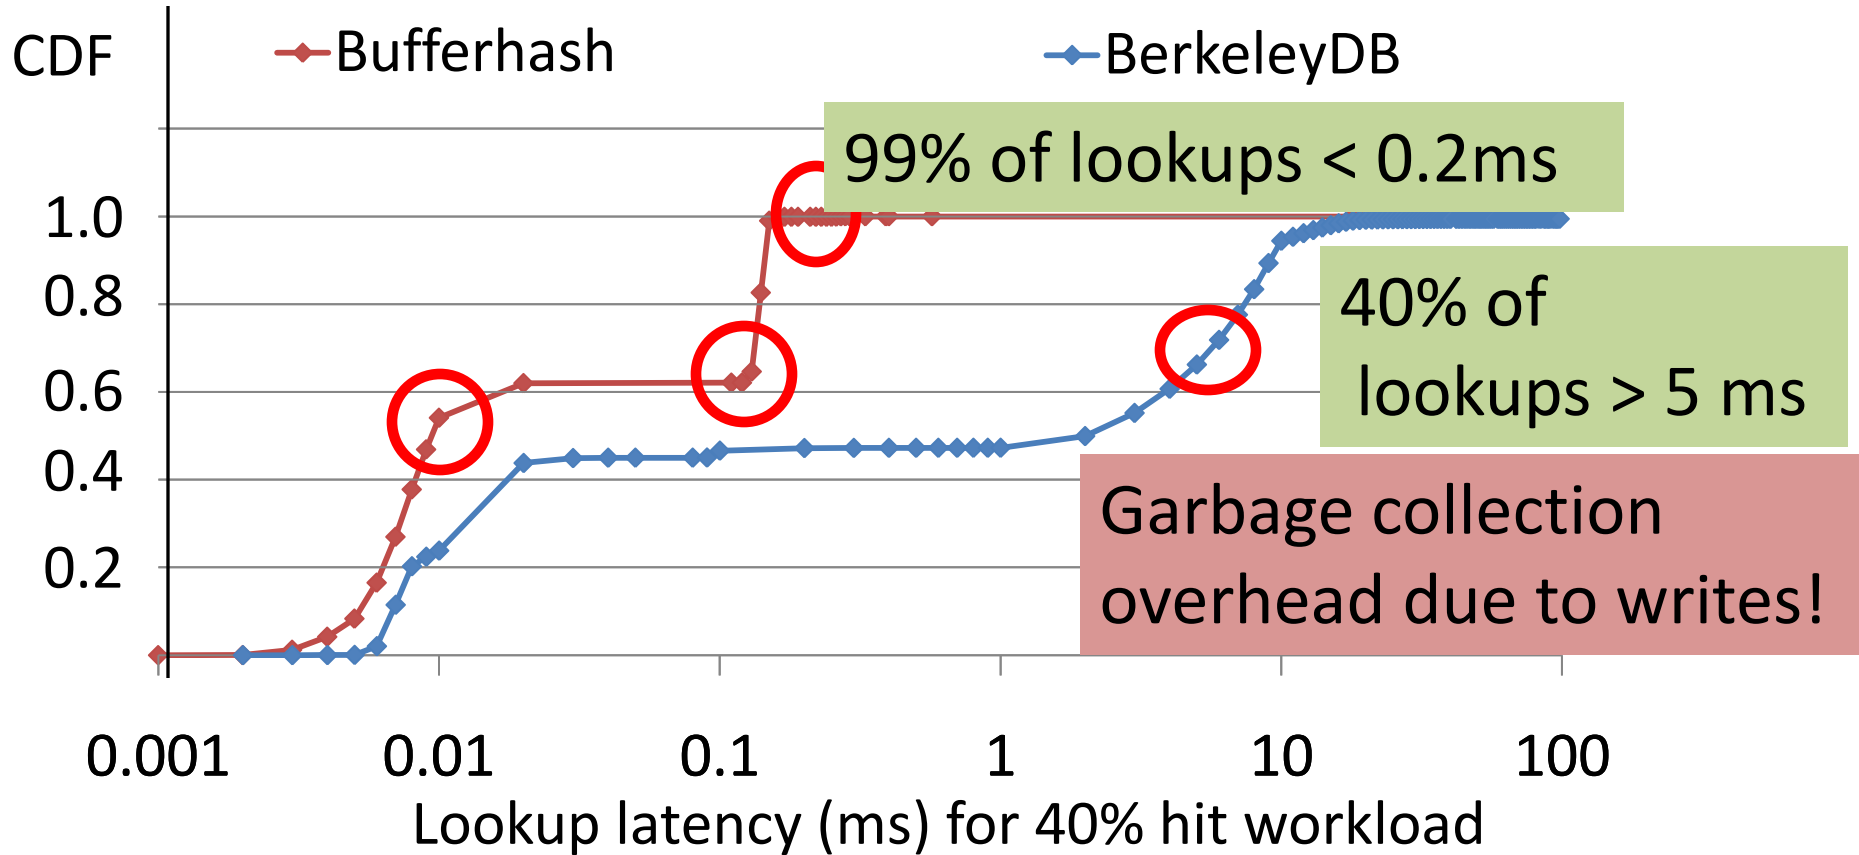 CDF
Bufferhash
BerkeleyDB
99% of lookups < 0.2ms
1.0
0.8
0.6
0.4
0.2
40% of
lookups > 5 ms
Garbage collection
overhead due to writes!
0.001 0.01 0.1 1 10 100
Lookup latency (ms) for 40% hit workload